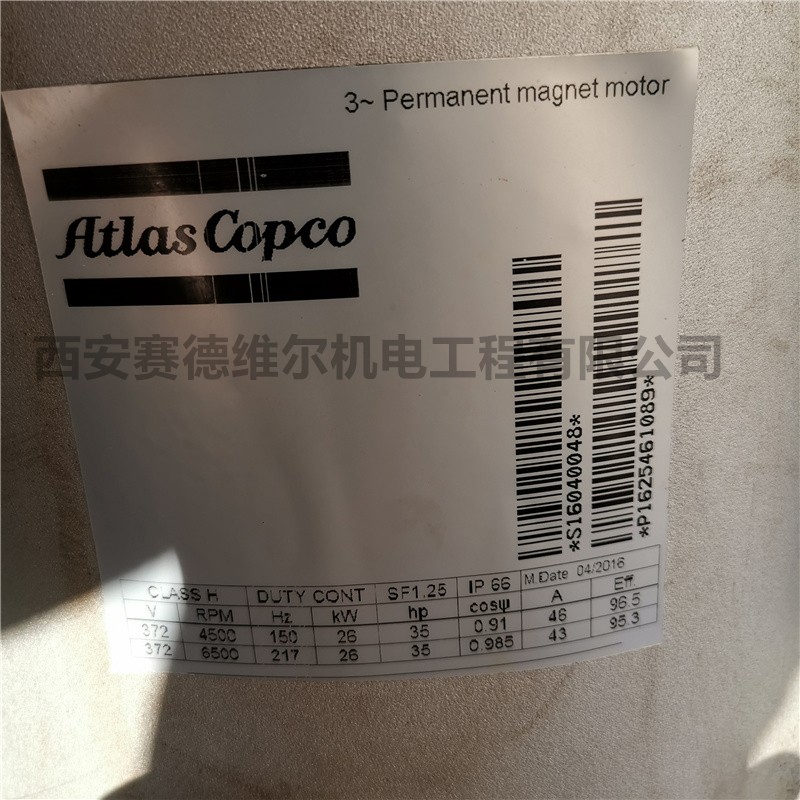 3~ Permanent magnet motor
Atlas Copco
西安赛德维尔机电工程有限公司
*S16040048*
*P1625461089*
CLASS H DUTY CONT SF1.25 IP 66 M.Date 04/2016
V RPM Hz kW hp cosψ A Eff.
372 4500 150 26 35 0.91 46 96.5
372 6500 217 26 35 0.985 43 95.3